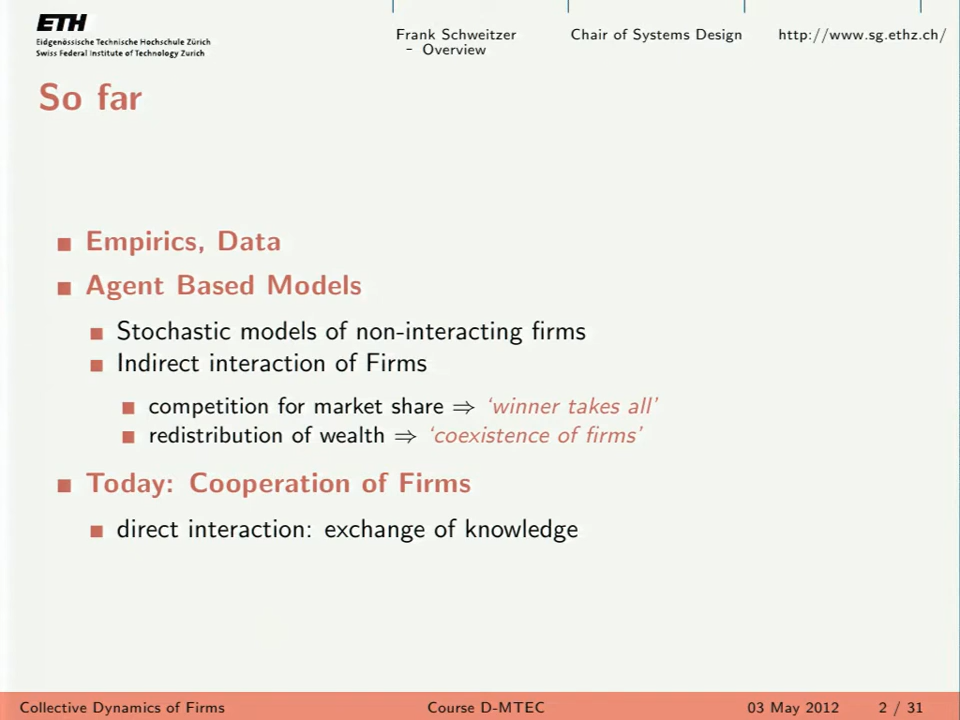 ETH
Eidgenössische Technische Hochschule Zürich
Swiss Federal Institute of Technology Zurich
Frank Schweitzer
– Overview
Chair of Systems Design
http://www.sg.ethz.ch/
So far
Empirics, Data
Agent Based Models
Stochastic models of non-interacting firms
Indirect interaction of Firms
competition for market share ⇒ ‘winner takes all’
redistribution of wealth ⇒ ‘coexistence of firms’
Today: Cooperation of Firms
direct interaction: exchange of knowledge
Collective Dynamics of Firms
Course D-MTEC
03 May 2012
2 / 31